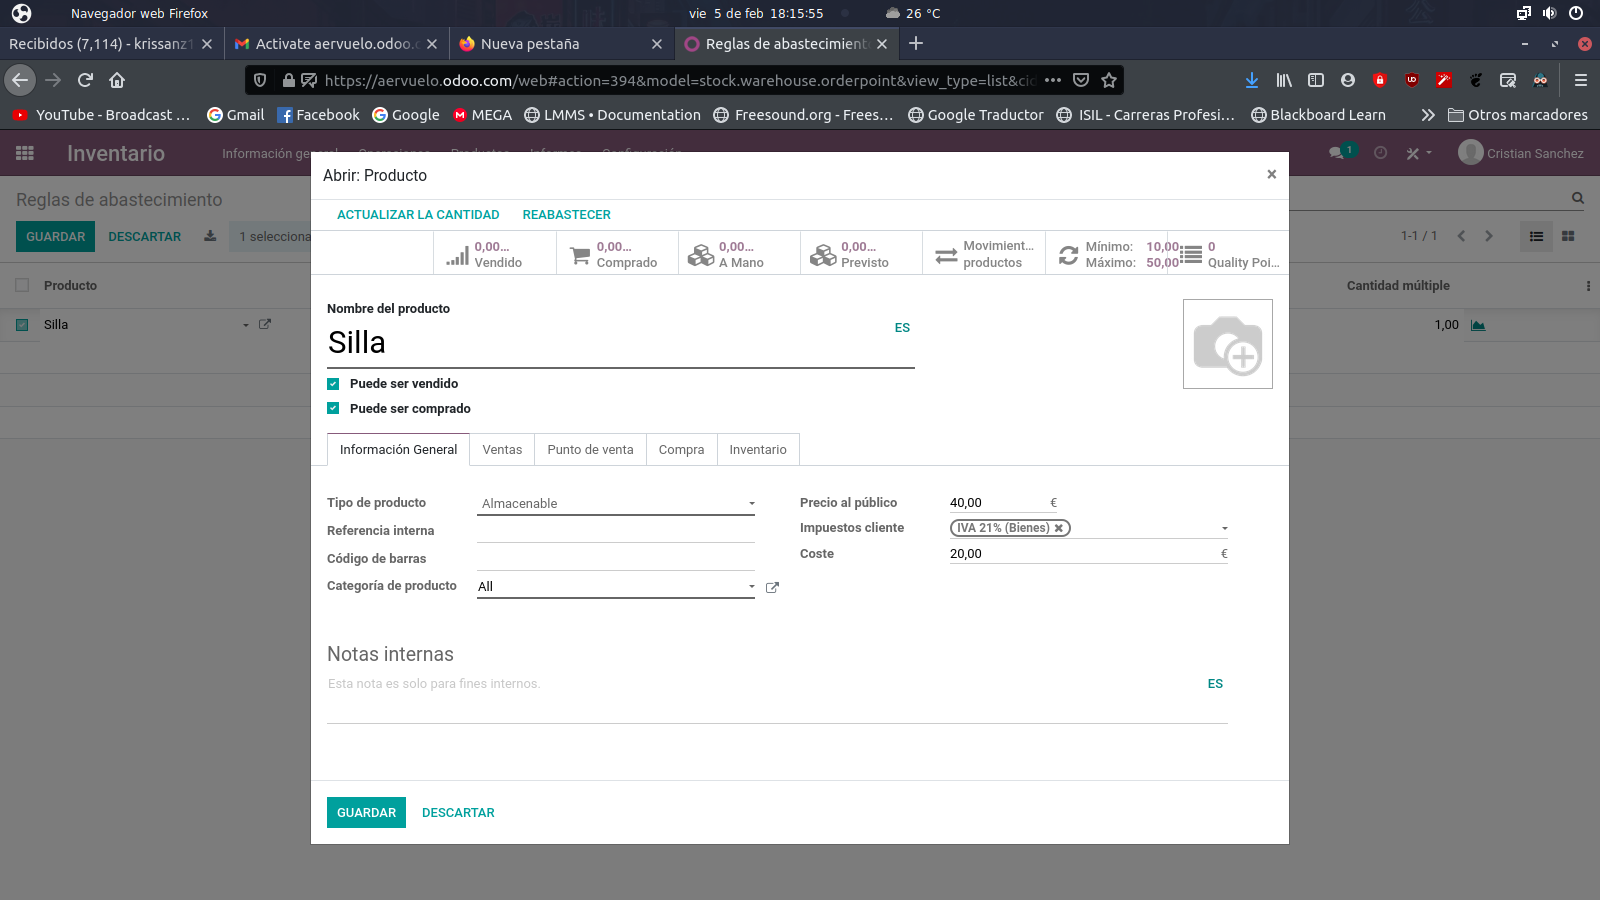 Navegador web Firefox
vie 5 de feb 18:15:55
26 °C
Recibidos (7,114) - krissanz1
Activate aervuelo.odoo.c
Nueva pestaña
Reglas de abastecimient
https://aervuelo.odoo.com/web#action=394&model=stock.warehouse.orderpoint&view_type=list&cid
YouTube - Broadcast ...
Gmail
Facebook
Google
MEGA
LMMS • Documentation
Freesound.org - Frees...
Google Traductor
ISIL - Carreras Profesi...
Blackboard Learn
Otros marcadores
Inventario
Información general
Operaciones
Productos
Informes
Configuración
1
Cristian Sanchez
Reglas de abastecimiento
GUARDAR
DESCARTAR
1 selecciona
1-1 / 1
Producto
Cantidad múltiple
Silla
1,00
Abrir: Producto
ACTUALIZAR LA CANTIDAD
REABASTECER
0,00...
Vendido
0,00...
Comprado
0,00...
A Mano
0,00...
Previsto
Movimient...
productos
Mínimo: 10,00
Máximo: 50,00
0
Quality Poi...
Nombre del producto
Silla
ES
Puede ser vendido
Puede ser comprado
Información General
Ventas
Punto de venta
Compra
Inventario
Tipo de producto
Almacenable
Referencia interna
Código de barras
Categoría de producto
All
Precio al público
40,00 €
Impuestos cliente
IVA 21% (Bienes)
Coste
20,00 €
Notas internas
Esta nota es solo para fines internos.
ES
GUARDAR
DESCARTAR